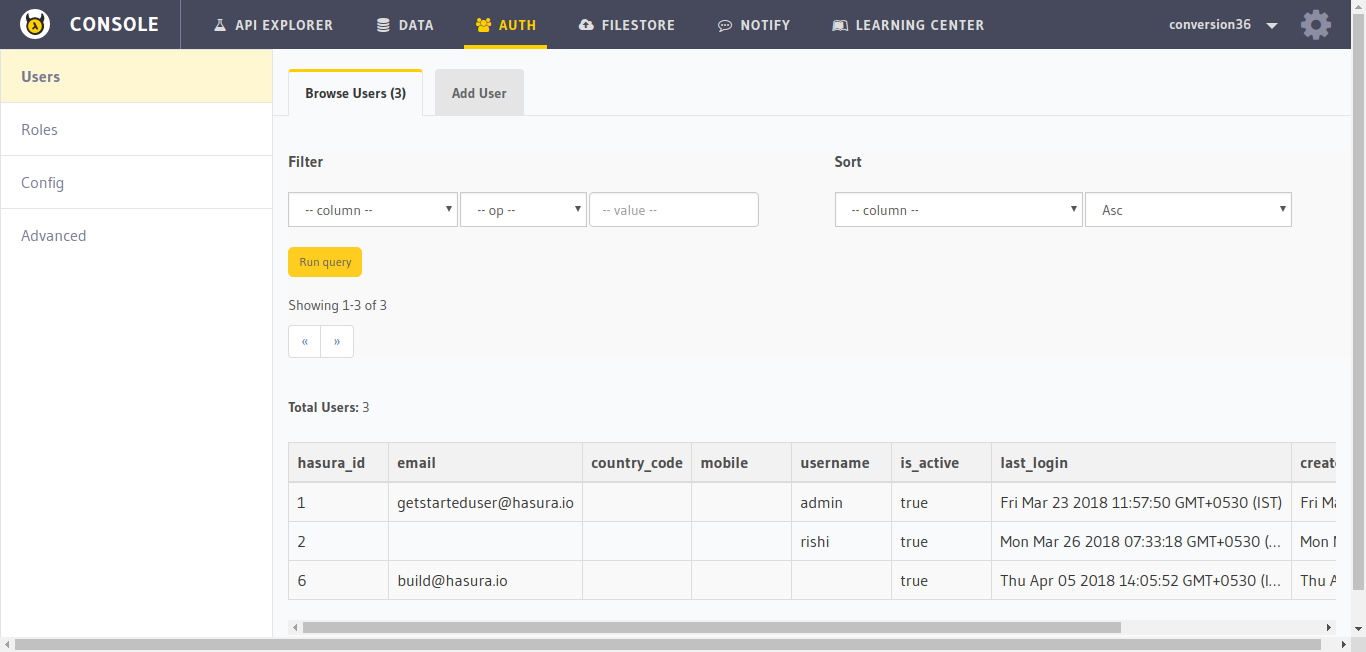 CONSOLE API EXPLORER DATA AUTH FILESTORE NOTIFY LEARNING CENTER conversion36
Users
Roles
Config
Advanced
Browse Users (3) Add User
Filter Sort
-- column -- -- op -- -- value -- -- column -- Asc
Run query
Showing 1-3 of 3
« »
Total Users: 3
hasura_id email country_code mobile username is_active last_login create
1 getstarteduser@hasura.io admin true Fri Mar 23 2018 11:57:50 GMT+0530 (IST) Fri Ma
2 rishi true Mon Mar 26 2018 07:33:18 GMT+0530 (... Mon
6 build@hasura.io true Thu Apr 05 2018 14:05:52 GMT+0530 (I... Thu A